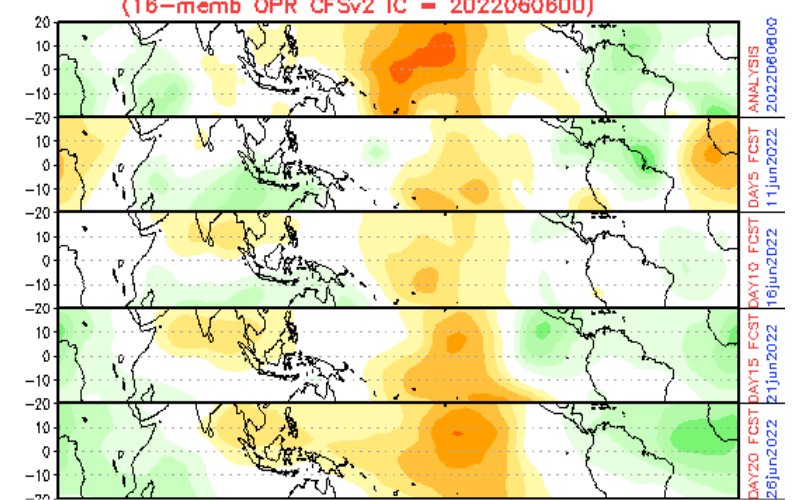 (16-memb OPR CFSv2 IC = 2022060600)
20
10
0
-10
-20
ANALYSIS
2022060600
10
0
-10
-20
DAY5 FCST
11jun2022
10
0
-10
-20
DAY10 FCST
16jun2022
10
0
-10
-20
DAY15 FCST
21jun2022
10
0
-10
-20
DAY20 FCST
26jun2022